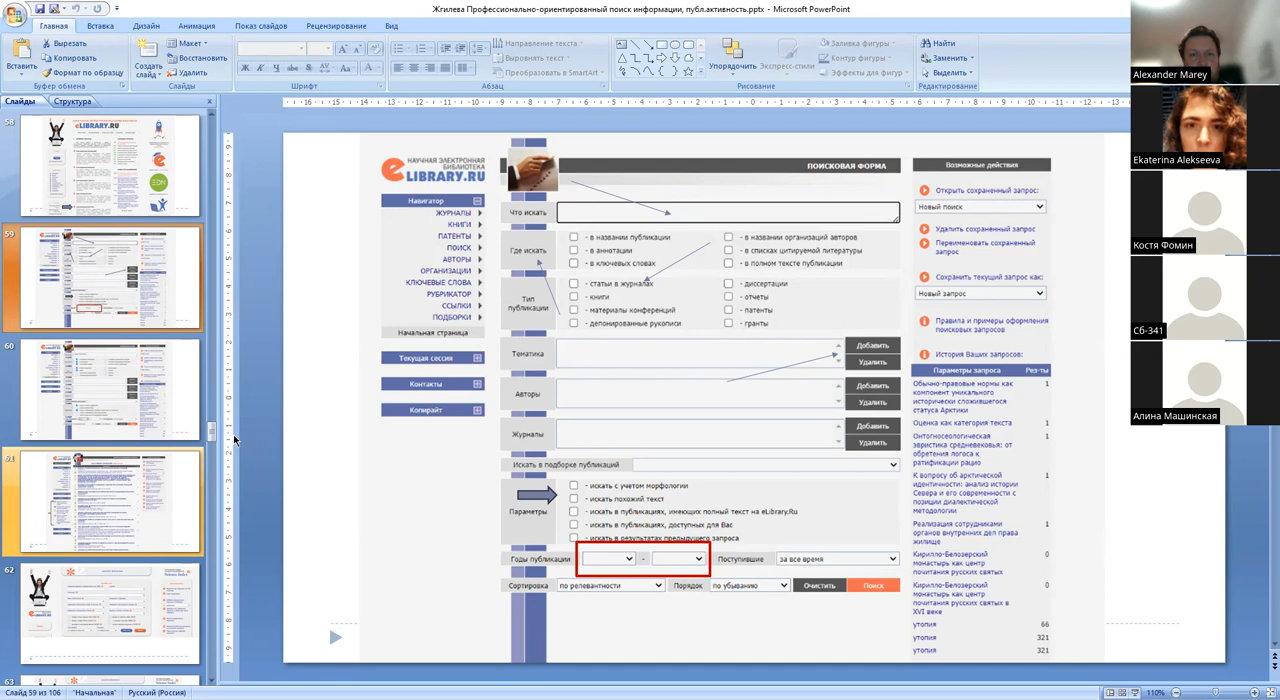 Жгилева Профессионально-ориентированный поиск информации, публ.активность.pptx - Microsoft PowerPoint
Главная Вставка Дизайн Анимация Показ слайдов Рецензирование Вид
Вставить
Вырезать
Копировать
Формат по образцу
Буфер обмена
Создать слайд
Макет
Восстановить
Удалить
Слайды
Шрифт
Направление текста
Выровнять текст
Преобразовать в SmartArt
Абзац
Упорядочить
Экспресс-стили
Заливка фигуры
Контур фигуры
Эффекты для фигур
Рисование
Найти
Заменить
Выделить
Редактирование
Слайды Структура
58
eLIBRARY.RU
59
60
61
62
63
НАУЧНАЯ ЭЛЕКТРОННАЯ
БИБЛИОТЕКА
LIBRARY.RU
Навигатор
ЖУРНАЛЫ
КНИГИ
ПАТЕНТЫ
ПОИСК
АВТОРЫ
ОРГАНИЗАЦИИ
КЛЮЧЕВЫЕ СЛОВА
РУБРИКАТОР
ССЫЛКИ
ПОДБОРКИ
Начальная страница
Текущая сессия
Контакты
Копирайт
ПОИСКОВАЯ ФОРМА
Что искать
Где искать
- в названии публикации
- в аннотации
- в ключевых словах
- в названии организаций авторов
- в списках цитируемой литературы
- в полном тексте публикации
Тип публикации
- статьи в журналах
- книги
- материалы конференций
- депонированные рукописи
- диссертации
- отчеты
- патенты
- гранты
Тематика
Добавить
Удалить
Авторы
Добавить
Удалить
Журналы
Добавить
Удалить
Искать в подборке публикаций
Параметры
- искать с учетом морфологии
- искать похожий текст
- искать в публикациях, имеющих полный текст на eLibrary.Ru
- искать в публикациях, доступных для Вас
- искать в результатах предыдущего запроса
Годы публикации - Поступившие за все время
Сортировка по релевантности Порядок по убыванию Очистить Поиск
Возможные действия
Открыть сохраненный запрос:
Новый поиск
Удалить сохраненный запрос
Переименовать сохраненный
запрос
Сохранить текущий запрос как:
Новый запрос
Правила и примеры оформления
поисковых запросов
История Ваших запросов:
Параметры запроса Рез-ты
Обычно-правовые нормы как 1
компонент уникального
исторически сложившегося
статуса Арктики
Оценка как категория текста 1
Онтогносеологическая 1
эвристика средневековья: от
обретения логоса к
ратификации рацио
К вопросу об арктической 1
идентичности: анализ истории
Севера и его современности с
позиции диалектической
методологии
Реализация сотрудниками 1
органов внутренних дел права
жилище
Кирилло-Белозерский 0
монастырь как центр
почитания русских святых
Кирилло-Белозерский 0
монастырь как центр
почитания русских святых в
XVI веке
утопия 66
утопия 321
утопия 321
Alexander Marey
Ekaterina Alekseeva
Костя Фомин
Сб-341
Алина Машинская
Слайд 59 из 106 "Начальная" Русский (Россия)
110%